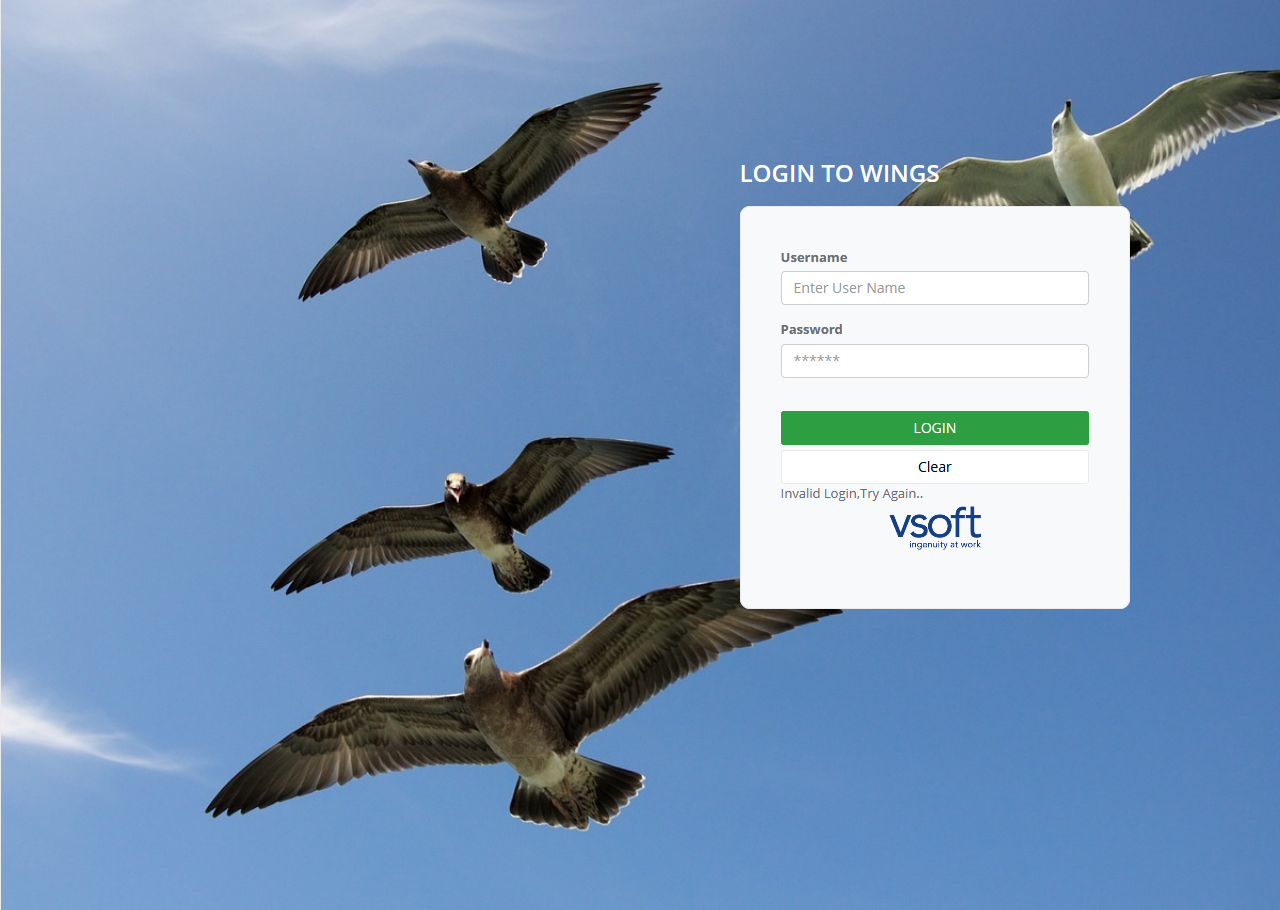 LOGIN TO WINGS
Username
Enter User Name
Password
******
LOGIN
Clear
Invalid Login,Try Again..
vsoft
ingenuity at work